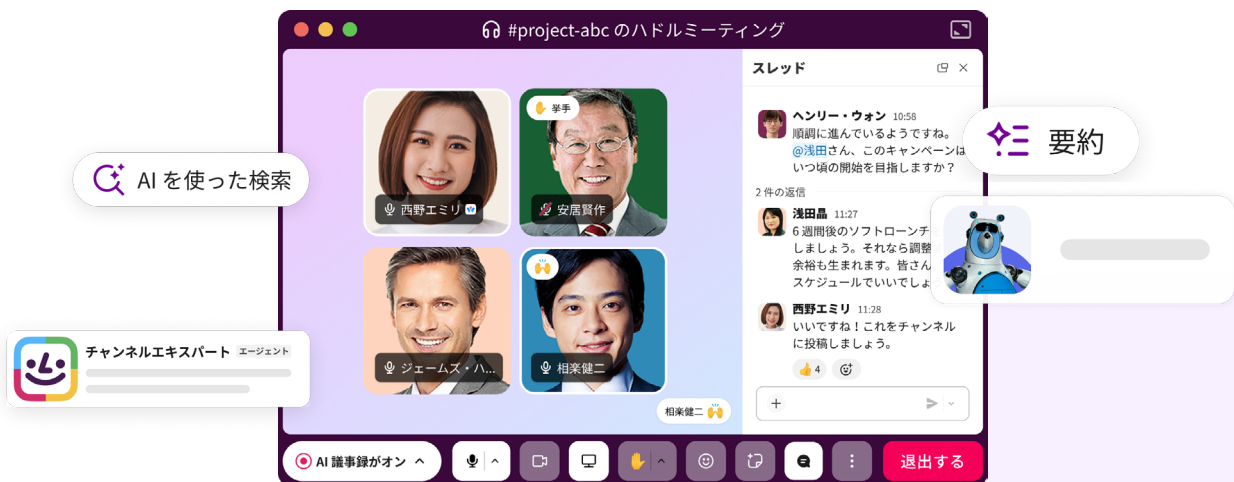 #project-abc のハドルミーティング
AI を使った検索
挙手
西野エミリ
安居賢作
ジェームズ・ハ...
相楽健二
相楽健二
チャンネルエキスパート エージェント
スレッド
ヘンリー・ウォン 10:58
順調に進んでいるようですね。
@浅田さん、このキャンペーンは
いつ頃の開始を目指しますか？
2 件の返信
浅田晶 11:27
6 週間後のソフトローンチを
しましょう。それなら調整
余裕も生まれます。皆さん
スケジュールでいいでしょ
西野エミリ 11:28
いいですね！これをチャンネル
に投稿しましょう。
4
要約
AI 議事録がオン
退出する